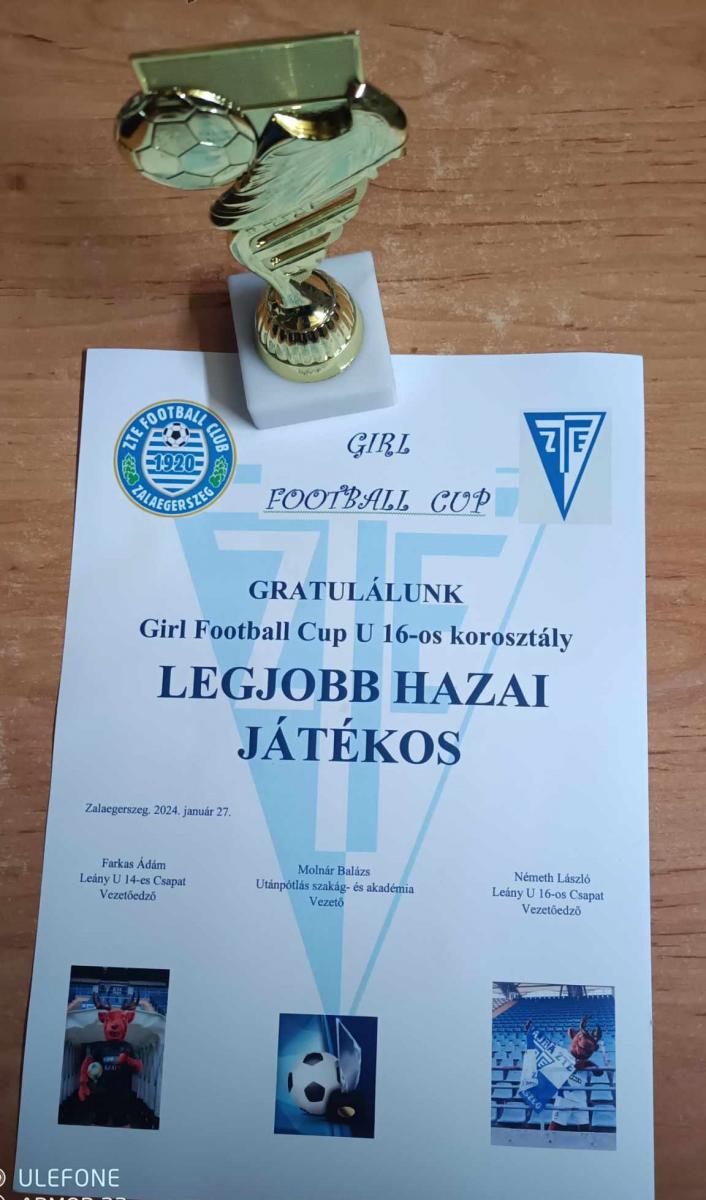 ZTE FOOTBALL CLUB
1920
ZALAEGERSZEG
GIRL
FOOTBALL CUP
ZTE
GRATULÁLUNK
Girl Football Cup U 16-os korosztály
LEGJOBB HAZAI
JÁTÉKOS
Zalaegerszeg. 2024. január 27.
Farkas Ádám
Leány U 14-es Csapat
Vezetőedző
Molnár Balázs
Utánpótlás szakág- és akadémia
Vezető
Németh László
Leány U 16-os Csapat
Vezetőedző
HAJRÁ ZTE
ULEFONE